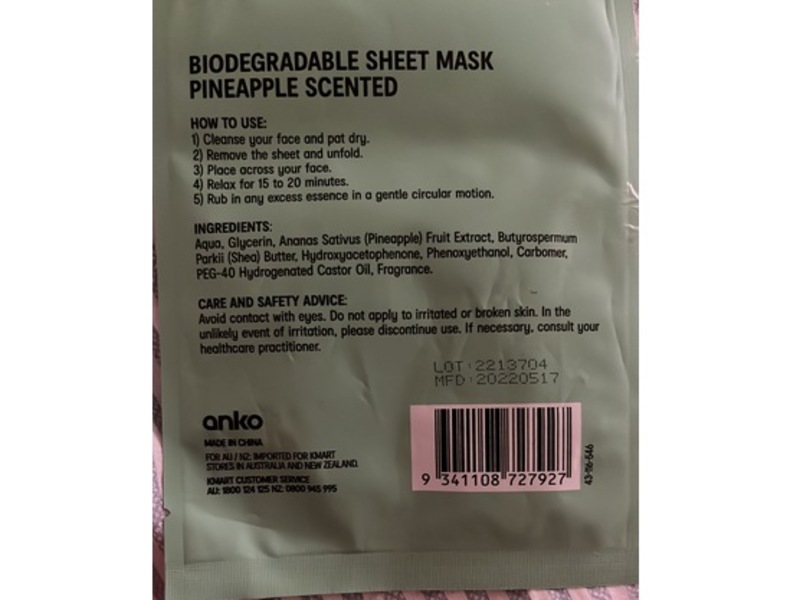 BIODEGRADABLE SHEET MASK
PINEAPPLE SCENTED
HOW TO USE:
1) Cleanse your face and pat dry.
2) Remove the sheet and unfold.
3) Place across your face.
4) Relax for 15 to 20 minutes.
5) Rub in any excess essence in a gentle circular motion.
INGREDIENTS:
Aqua, Glycerin, Ananas Sativus (Pineapple) Fruit Extract, Butyrospermum
Parkii (Shea) Butter, Hydroxyacetophenone, Phenoxyethanol, Carbomer,
PEG-40 Hydrogenated Castor Oil, Fragrance.
CARE AND SAFETY ADVICE:
Avoid contact with eyes. Do not apply to irritated or broken skin. In the
unlikely event of irritation, please discontinue use. If necessary, consult your
healthcare practitioner.
LOT:2213704
MFD:20220517
anko
MADE IN CHINA
FOR AU / NZ: IMPORTED FOR KMART
STORES IN AUSTRALIA AND NEW ZEALAND.
KMART CUSTOMER SERVICE
AU: 1800 124 125 NZ: 0800 945 995
9 341108 727927
43-116-546